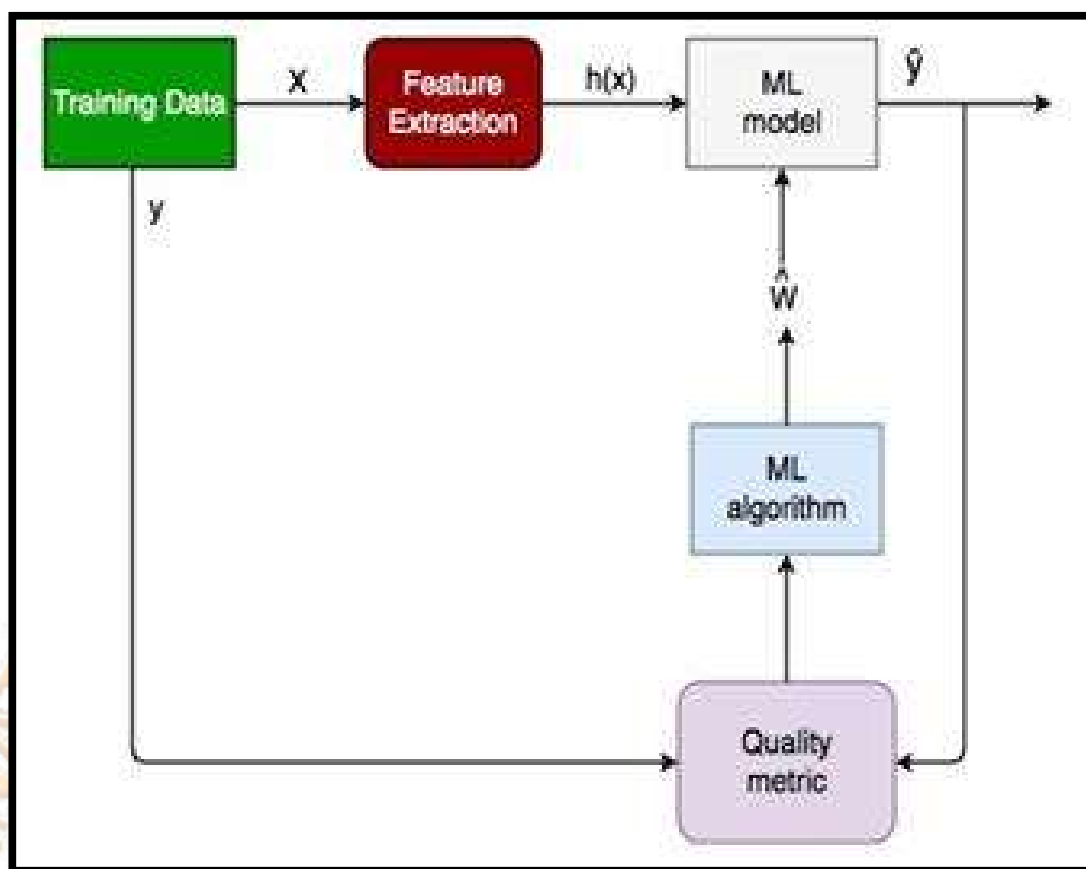 Training Data
X
Feature
Extraction
h(x)
ML
model
ŷ
y
ŵ
ML
algorithm
Quality
metric